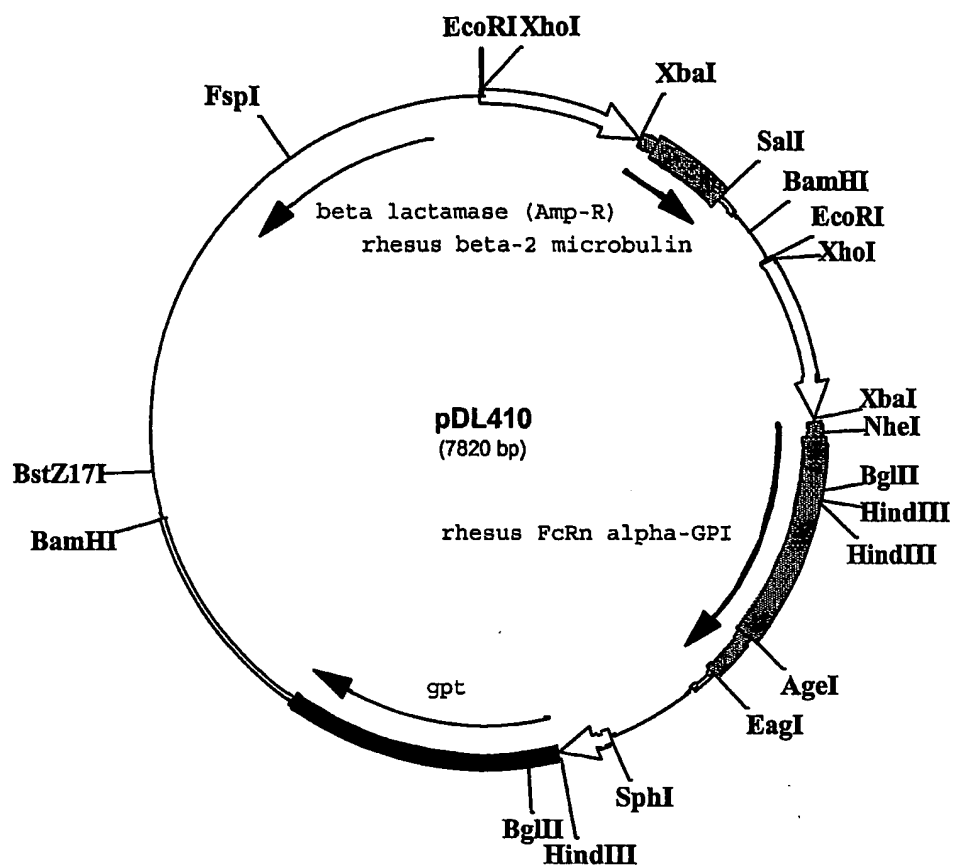 EcoRI XhoI
XbaI
FspI
SalI
BamHI
beta lactamase (Amp-R)
EcoRI
rhesus beta-2 microbulin
XhoI
XbaI
pDL410
NheI
(7820 bp)
BstZ17I
BglII
HindIII
BamHI
rhesus FcRn alpha-GPI
HindIII
gpt
AgeI
EagI
SphI
BglII
HindIII